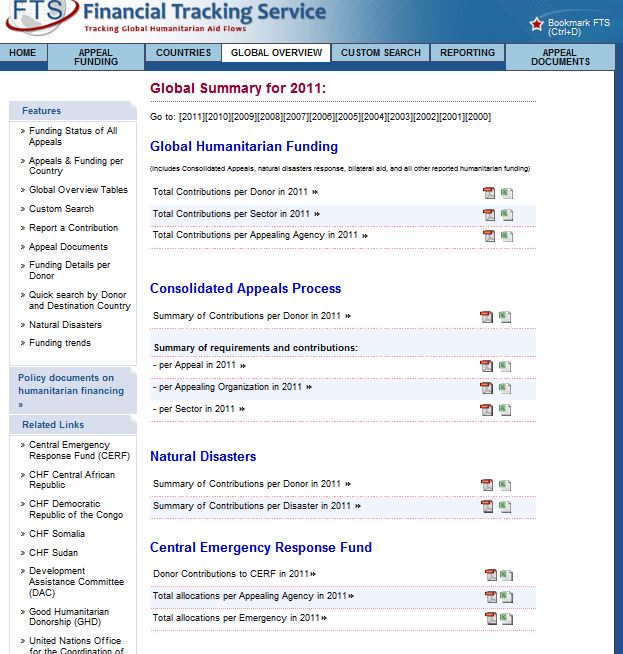 FTS Financial Tracking Service
Tracking Global Humanitarian Aid Flows
Bookmark FTS
(Ctrl+D)
HOME
APPEAL
FUNDING
COUNTRIES
GLOBAL OVERVIEW
CUSTOM SEARCH
REPORTING
APPEAL
DOCUMENTS
Features
» Funding Status of All
Appeals
» Appeals & Funding per
Country
» Global Overview Tables
» Custom Search
» Report a Contribution
» Appeal Documents
» Funding Details per
Donor
» Quick search by Donor
and Destination Country
» Natural Disasters
» Funding trends
Policy documents on
humanitarian financing
»
Related Links
» Central Emergency
Response Fund (CERF)
» CHF Central African
Republic
» CHF Democratic
Republic of the Congo
» CHF Somalia
» CHF Sudan
» Development
Assistance Committee
(DAC)
» Good Humanitarian
Donorship (GHD)
» United Nations Office
for the Coordination of
Global Summary for 2011:
Go to: [2011][2010][2009][2008][2007][2006][2005][2004][2003][2002][2001][2000]
Global Humanitarian Funding
(Includes Consolidated Appeals, natural disasters response, bilateral aid, and all other reported humanitarian funding)
Total Contributions per Donor in 2011 »
Total Contributions per Sector in 2011 »
Total Contributions per Appealing Agency in 2011 »
Consolidated Appeals Process
Summary of Contributions per Donor in 2011 »
Summary of requirements and contributions:
- per Appeal in 2011 »
- per Appealing Organization in 2011 »
- per Sector in 2011 »
Natural Disasters
Summary of Contributions per Donor in 2011 »
Summary of Contributions per Disaster in 2011 »
Central Emergency Response Fund
Donor Contributions to CERF in 2011»
Total allocations per Appealing Agency in 2011»
Total allocations per Emergency in 2011»